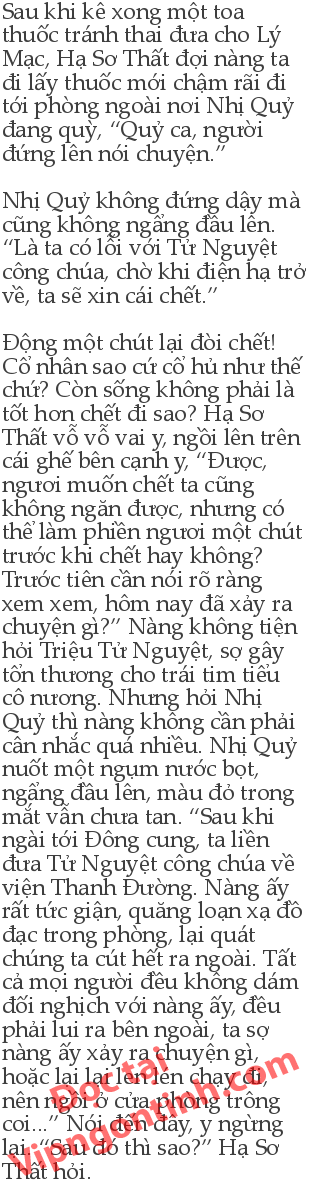 Sau khi kê xong một toa
thuốc tránh thai đưa cho Lý
Mạc, Hạ Sơ Thất đợi nàng ta
đi lấy thuốc mới chậm rãi đi
tới phòng ngoài nơi Nhị Quỷ
đang quỳ, “Quỷ ca, người
đứng lên nói chuyện.”

Nhị Quỷ không đứng dậy mà
cũng không ngẩng đầu lên.
“Là ta có lỗi với Tử Nguyệt
công chúa, chờ khi điện hạ trở
về, ta sẽ xin cái chết.”

Động một chút lại đòi chết!
Cổ nhân sao cứ cổ hủ như thế
chứ? Còn sống không phải là
tốt hơn chết đi sao? Hạ Sơ
Thất vỗ vỗ vai y, ngồi lên trên
cái ghế bên cạnh y, “Được,
ngươi muốn chết ta cũng
không ngăn được, nhưng có
thể làm phiền ngươi một chút
trước khi chết hay không?
Trước tiên cần nói rõ ràng
xem xem, hôm nay đã xảy ra
chuyện gì?” Nàng không tiện
hỏi Triệu Tử Nguyệt, sợ gây
tổn thương cho trái tim tiểu
cô nương. Nhưng hỏi Nhị
Quỷ thì nàng không cần phải
cân nhắc quá nhiều. Nhị Quỷ
nuốt một ngụm nước bọt,
ngẩng đầu lên, màu đỏ trong
mắt vẫn chưa tan. “Sau khi
ngài tới Đông cung, ta liền
đưa Tử Nguyệt công chúa về
viện Thanh Đường. Nàng ấy
rất tức giận, quăng loạn xạ đồ
đạc trong phòng, lại quát
chúng ta cút hết ra ngoài. Tất
cả mọi người đều không dám
đối nghịch với nàng ấy, đều
phải lui ra bên ngoài, ta sợ
nàng ấy xảy ra chuyện gì,
hoặc lại lại lén lén chạy đi,
nên ngồi ở cửa phòng trông
coi...” Nói đến đây, y ngừng
lại. “Sau đó thì sao?” Hạ Sơ
Thất hỏi.
Đọc tại
Vipngontinh.com